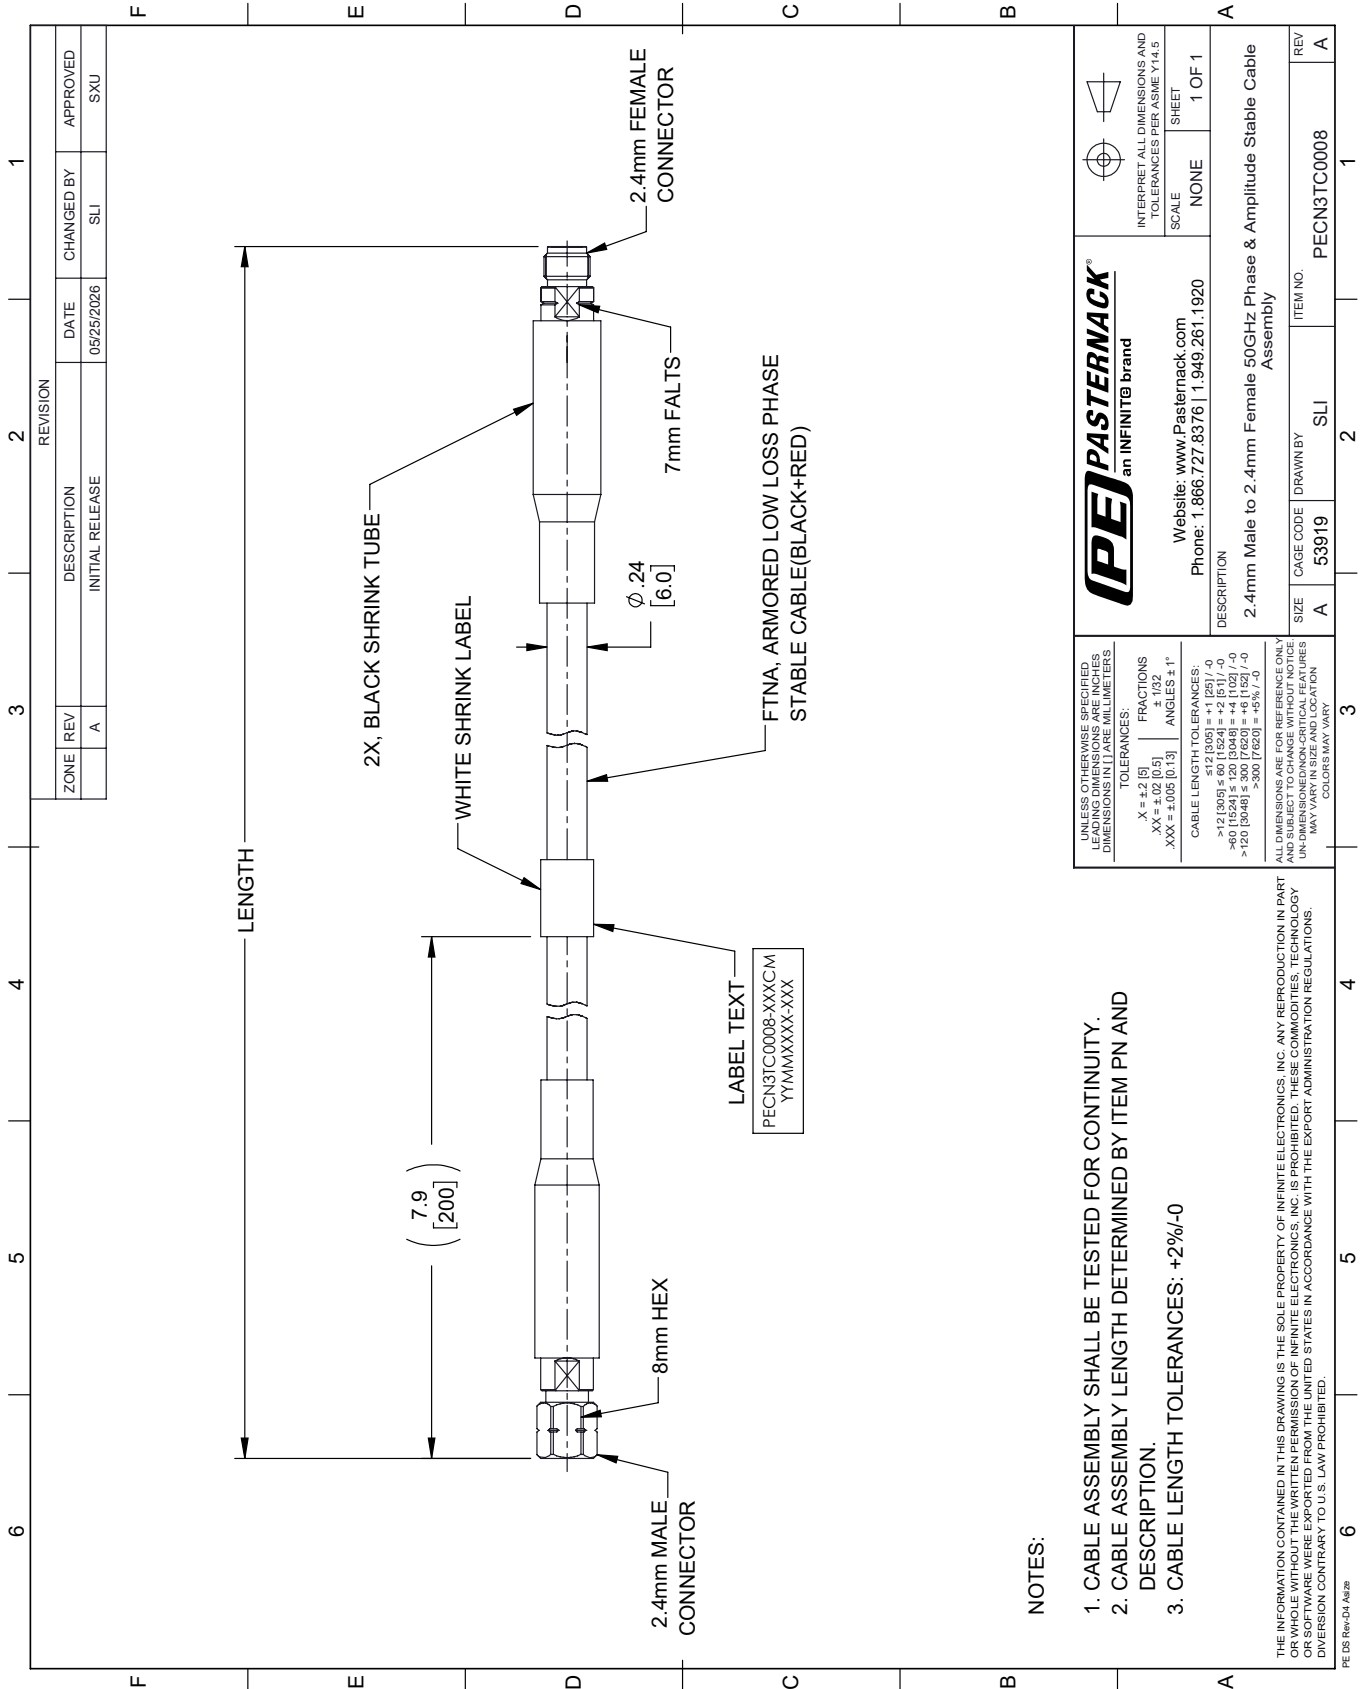 6
5
4
3
2
1
F
E
D
C
B
A
REVISION
ZONE REV DESCRIPTION DATE CHANGED BY APPROVED
A INITIAL RELEASE 05/25/2026 SLI SXU
LENGTH
2X, BLACK SHRINK TUBE
WHITE SHRINK LABEL
( 7.9 )
[200]
Ø .24
[6.0]
2.4mm MALE
CONNECTOR
8mm HEX
7mm FALTS
2.4mm FEMALE
CONNECTOR
LABEL TEXT
PECN3TC0008-XXXCM
YYMMXXXX-XXX
FTNA, ARMORED LOW LOSS PHASE
STABLE CABLE(BLACK+RED)
NOTES:
1. CABLE ASSEMBLY SHALL BE TESTED FOR CONTINUITY.
2. CABLE ASSEMBLY LENGTH DETERMINED BY ITEM PN AND
DESCRIPTION.
3. CABLE LENGTH TOLERANCES: +2%/-0
THE INFORMATION CONTAINED IN THIS DRAWING IS THE SOLE PROPERTY OF INFINITE ELECTRONICS, INC. ANY REPRODUCTION IN PART
OR WHOLE WITHOUT THE WRITTEN PERMISSION OF INFINITE ELECTRONICS, INC. IS PROHIBITED. THESE COMMODITIES, TECHNOLOGY
OR SOFTWARE WERE EXPORTED FROM THE UNITED STATES IN ACCORDANCE WITH THE EXPORT ADMINISTRATION REGULATIONS.
DIVERSION CONTRARY TO U.S. LAW PROHIBITED.
UNLESS OTHERWISE SPECIFIED
LEADING DIMENSIONS ARE INCHES
DIMENSIONS IN [ ] ARE MILLIMETERS
TOLERANCES:
.X = ±.2 [5] FRACTIONS
.XX = ±.02 [0.5] ± 1/32
.XXX = ±.005 [0.13] ANGLES ± 1°
CABLE LENGTH TOLERANCES:
≤12 [305] = +1 [25] / -0
>12 [305] ≤ 60 [1524] = +2 [51] / -0
>60 [1524] ≤ 120 [3048] = +4 [102] / -0
>120 [3048] ≤ 300 [7620] = +6 [152] / -0
>300 [7620] = +5% / -0
ALL DIMENSIONS ARE FOR REFERENCE ONLY
AND SUBJECT TO CHANGE WITHOUT NOTICE.
UN-DIMENSIONED/NON-CRITICAL FEATURES
MAY VARY IN SIZE AND LOCATION
COLORS MAY VARY
PE PASTERNACK®
an INFINIT@ brand
Website: www.Pasternack.com
Phone: 1.866.727.8376 | 1.949.261.1920
INTERPRET ALL DIMENSIONS AND
TOLERANCES PER ASME Y14.5
SCALE SHEET
NONE 1 OF 1
DESCRIPTION
2.4mm Male to 2.4mm Female 50GHz Phase & Amplitude Stable Cable
Assembly
SIZE CAGE CODE DRAWN BY ITEM NO. REV
A 53919 SLI PECN3TC0008 A
F
E
D
C
B
A
6
5
4
3
2
1
PE DS Rev-D4 Asize